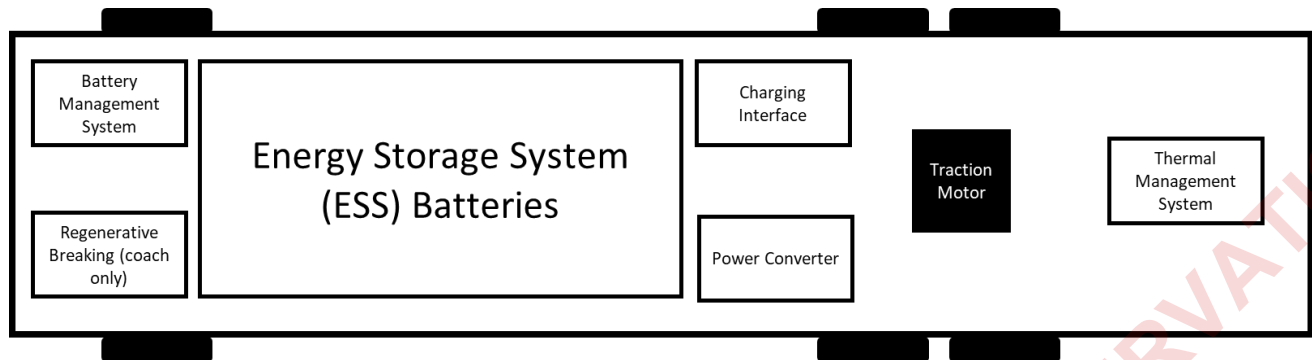 Battery
Management
System
Energy Storage System
(ESS) Batteries
Charging
Interface
Traction
Motor
Thermal
Management
System
Regenerative
Breaking (coach
only)
Power Converter